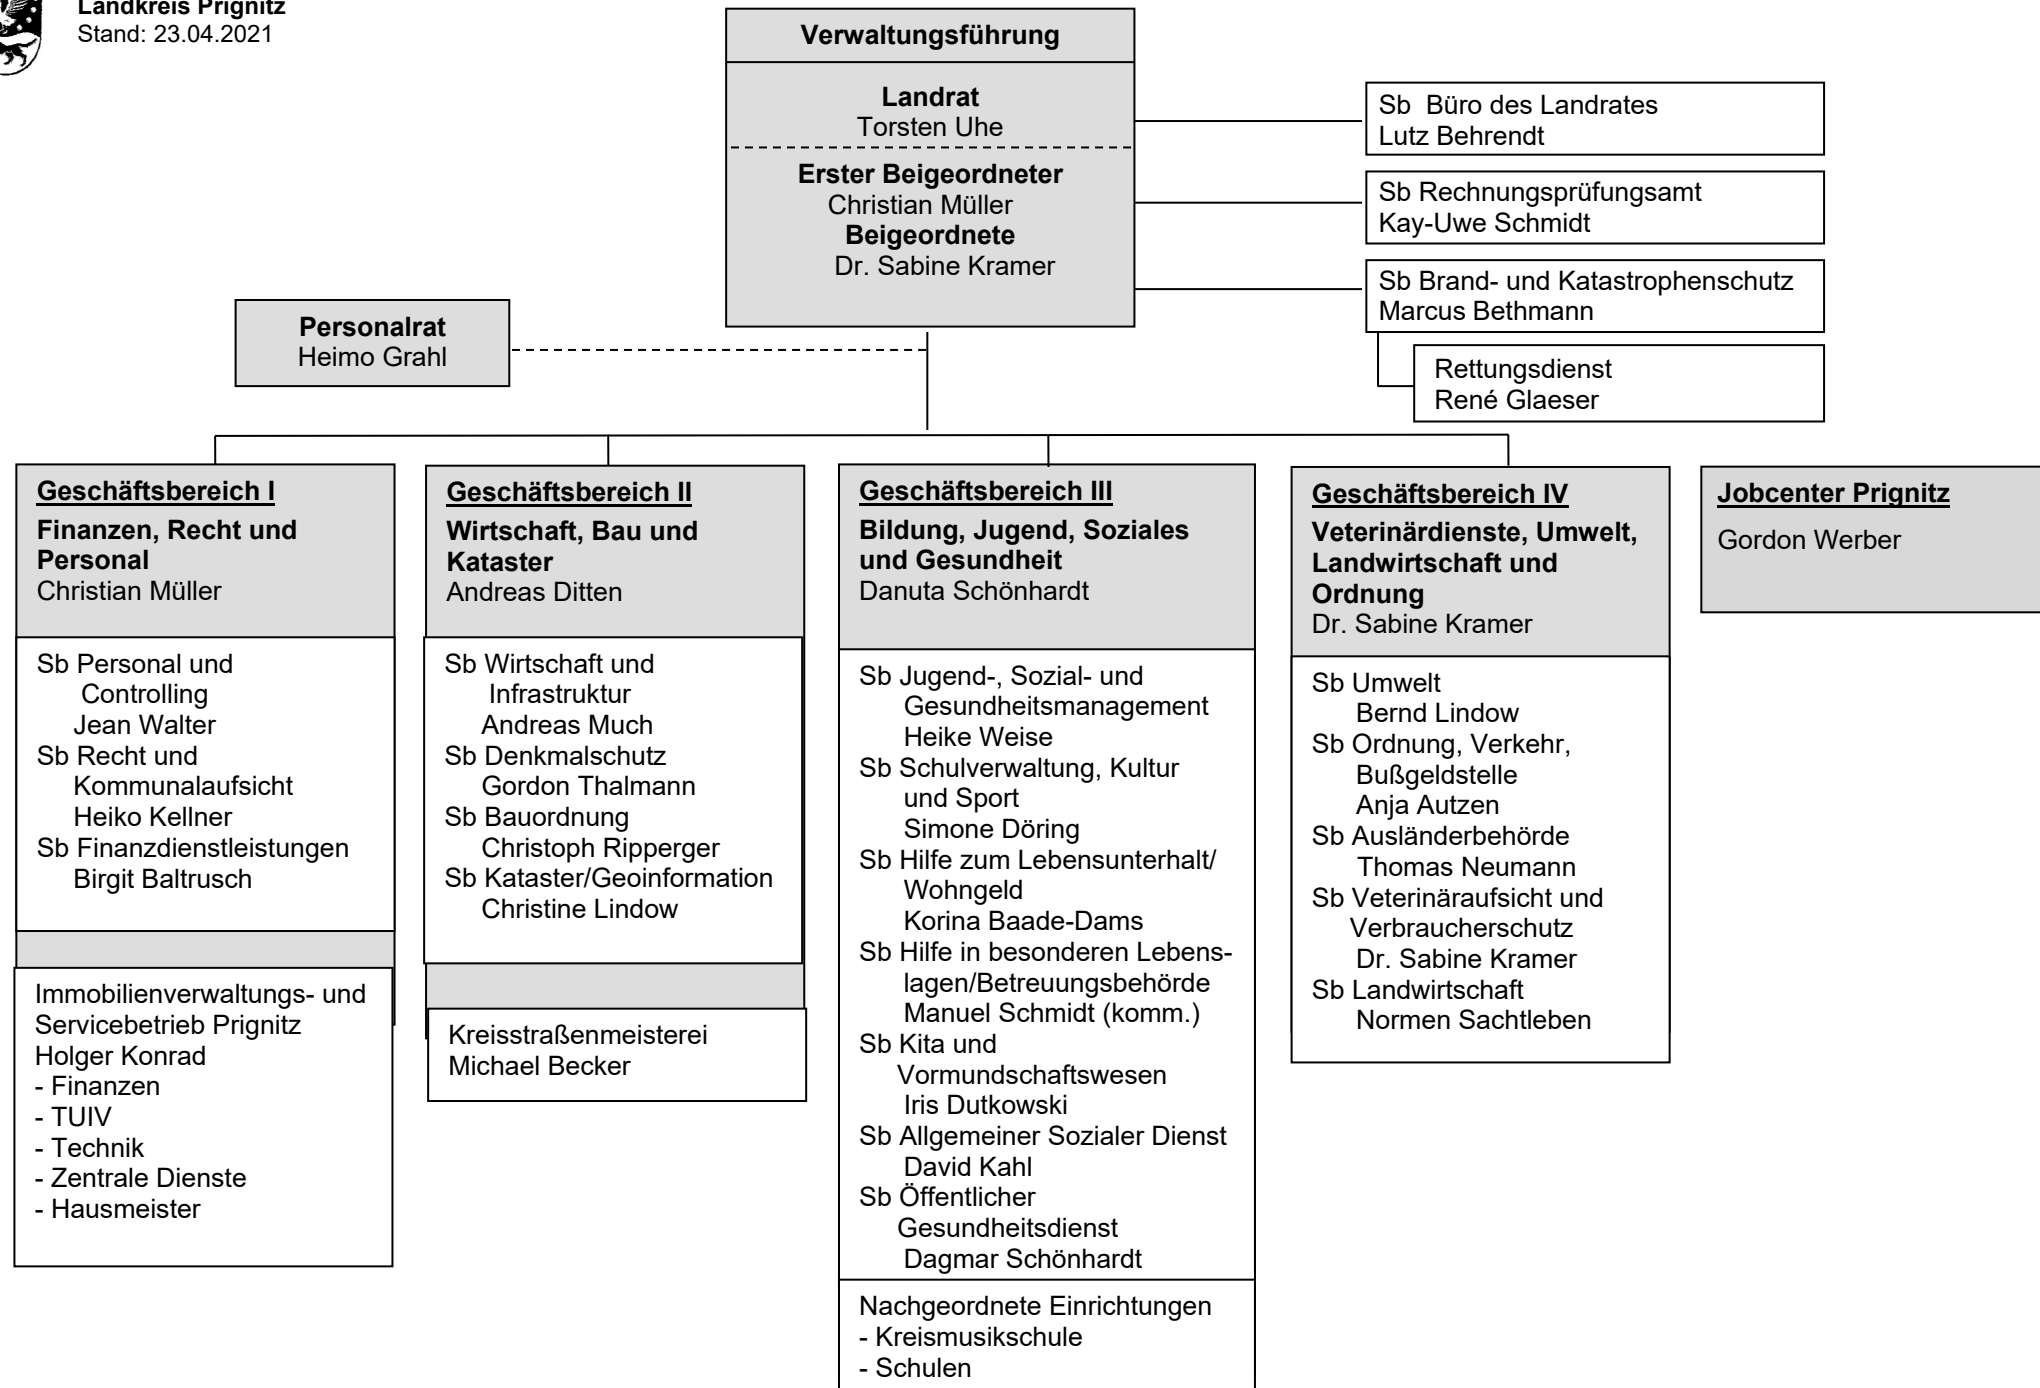 Landkreis Prignitz
Stand: 23.04.2021
Verwaltungsführung
Landrat
Torsten Uhe
Erster Beigeordneter
Christian Müller
Beigeordnete
Dr. Sabine Kramer
Sb Büro des Landrates
Lutz Behrendt
Sb Rechnungsprüfungsamt
Kay-Uwe Schmidt
Sb Brand- und Katastrophenschutz
Marcus Bethmann
Rettungsdienst
René Glaeser
Personalrat
Heimo Grahl
Geschäftsbereich I
Finanzen, Recht und
Personal
Christian Müller
Sb Personal und
Controlling
Jean Walter
Sb Recht und
Kommunalaufsicht
Heiko Kellner
Sb Finanzdienstleistungen
Birgit Baltrusch
Immobilienverwaltungs- und
Servicebetrieb Prignitz
Holger Konrad
- Finanzen
- TUIV
- Technik
- Zentrale Dienste
- Hausmeister
Geschäftsbereich II
Wirtschaft, Bau und
Kataster
Andreas Ditten
Sb Wirtschaft und
Infrastruktur
Andreas Much
Sb Denkmalschutz
Gordon Thalmann
Sb Bauordnung
Christoph Ripperger
Sb Kataster/Geoinformation
Christine Lindow
Kreisstraßenmeisterei
Michael Becker
Geschäftsbereich III
Bildung, Jugend, Soziales
und Gesundheit
Danuta Schönhardt
Sb Jugend-, Sozial- und
Gesundheitsmanagement
Heike Weise
Sb Schulverwaltung, Kultur
und Sport
Simone Döring
Sb Hilfe zum Lebensunterhalt/
Wohngeld
Korina Baade-Dams
Sb Hilfe in besonderen Lebens-
lagen/Betreuungsbehörde
Manuel Schmidt (komm.)
Sb Kita und
Vormundschaftswesen
Iris Dutkowski
Sb Allgemeiner Sozialer Dienst
David Kahl
Sb Öffentlicher
Gesundheitsdienst
Dagmar Schönhardt
Nachgeordnete Einrichtungen
- Kreismusikschule
- Schulen
Geschäftsbereich IV
Veterinärdienste, Umwelt,
Landwirtschaft und
Ordnung
Dr. Sabine Kramer
Sb Umwelt
Bernd Lindow
Sb Ordnung, Verkehr,
Bußgeldstelle
Anja Autzen
Sb Ausländerbehörde
Thomas Neumann
Sb Veterinäraufsicht und
Verbraucherschutz
Dr. Sabine Kramer
Sb Landwirtschaft
Normen Sachtleben
Jobcenter Prignitz
Gordon Werber